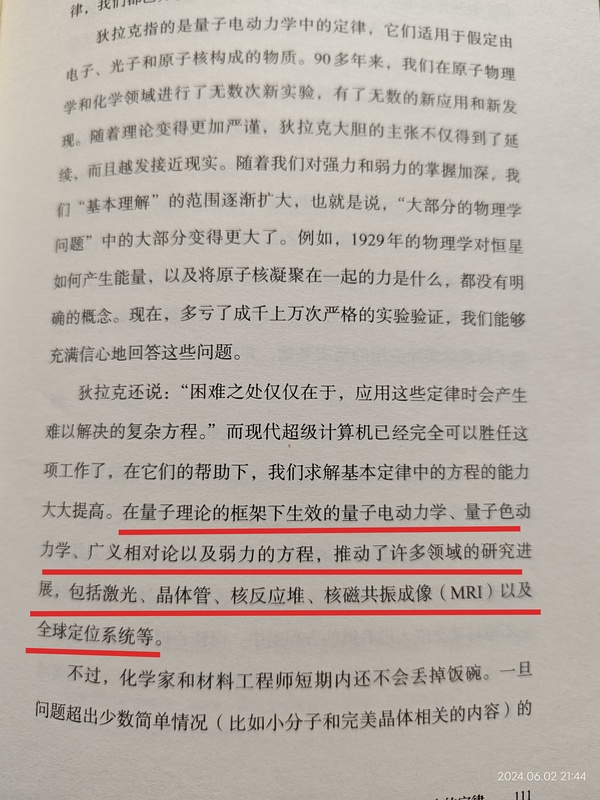 律，我们都
狄拉克指的是量子电动力学中的定律，它们适用于假定由
电子、光子和原子核构成的物质。90多年来，我们在原子物理
学和化学领域进行了无数次新实验，有了无数的新应用和新发
现。随着理论变得更加严谨，狄拉克大胆的主张不仅得到了延
续，而且越发接近现实。随着我们对强力和弱力的掌握加深，我
们“基本理解”的范围逐渐扩大，也就是说，“大部分的物理学
问题”中的大部分变得更大了。例如，1929年的物理学对恒星
如何产生能量，以及将原子核凝聚在一起的力是什么，都没有明
确的概念。现在，多亏了成千上万次严格的实验验证，我们能够
充满信心地回答这些问题。
狄拉克还说：“困难之处仅仅在于，应用这些定律时会产生
难以解决的复杂方程。”而现代超级计算机已经完全可以胜任这
项工作了，在它们的帮助下，我们求解基本定律中的方程的能力
大大提高。在量子理论的框架下生效的量子电动力学、量子色动
力学、广义相对论以及弱力的方程，推动了许多领域的研究进
展，包括激光、晶体管、核反应堆、核磁共振成像（MRI）以及
全球定位系统等。
不过，化学家和材料工程师短期内还不会丢掉饭碗。一旦
问题超出少数简单情况（比如小分子和完美晶体相关的内容）的
111
2024.06.02 21:44